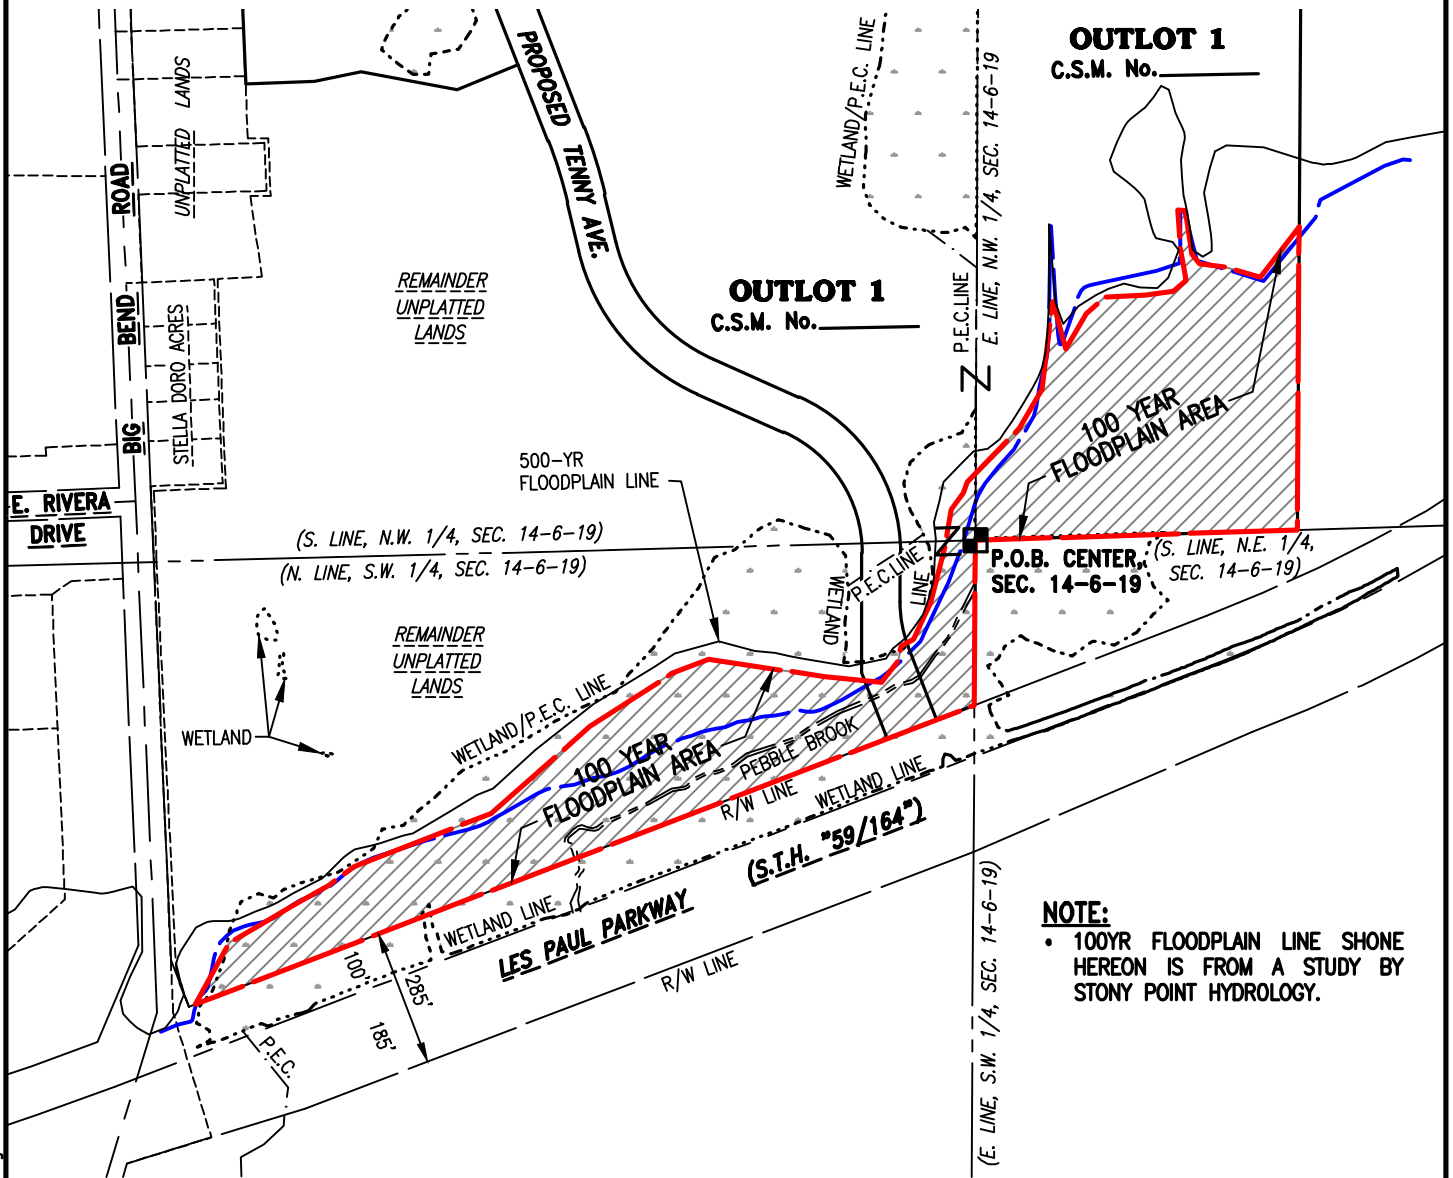 OUTLOT 1
C.S.M. No.
PROPOSED TENNY AVE.
WETLAND/P.E.C. LINE
E. LINE, N.W. 1/4, SEC. 14-6-19
P.E.C.LINE
UNPLATTED LANDS
BIG BEND ROAD
STELLA DORO ACRES
REMAINDER
UNPLATTED
LANDS
OUTLOT 1
C.S.M. No.
100 YEAR
FLOODPLAIN AREA
500-YR
FLOODPLAIN LINE
E. RIVERA
DRIVE
(S. LINE, N.W. 1/4, SEC. 14-6-19)
(N. LINE, S.W. 1/4, SEC. 14-6-19)
P.E.C.LINE
WETLAND
LINE
Z
Z
P.O.B. CENTER,
SEC. 14-6-19
(S. LINE, N.E. 1/4,
SEC. 14-6-19)
REMAINDER
UNPLATTED
LANDS
WETLAND
WETLAND/P.E.C. LINE
100 YEAR
FLOODPLAIN AREA
PEBBLE BROOK
R/W LINE
WETLAND LINE
(S.T.H. "59/164")
WETLAND LINE
LES PAUL PARKWAY
R/W LINE
100'
285'
185'
P.E.C.
(E. LINE, S.W. 1/4, SEC. 14-6-19)
NOTE:
• 100YR FLOODPLAIN LINE SHONE
HEREON IS FROM A STUDY BY
STONY POINT HYDROLOGY.